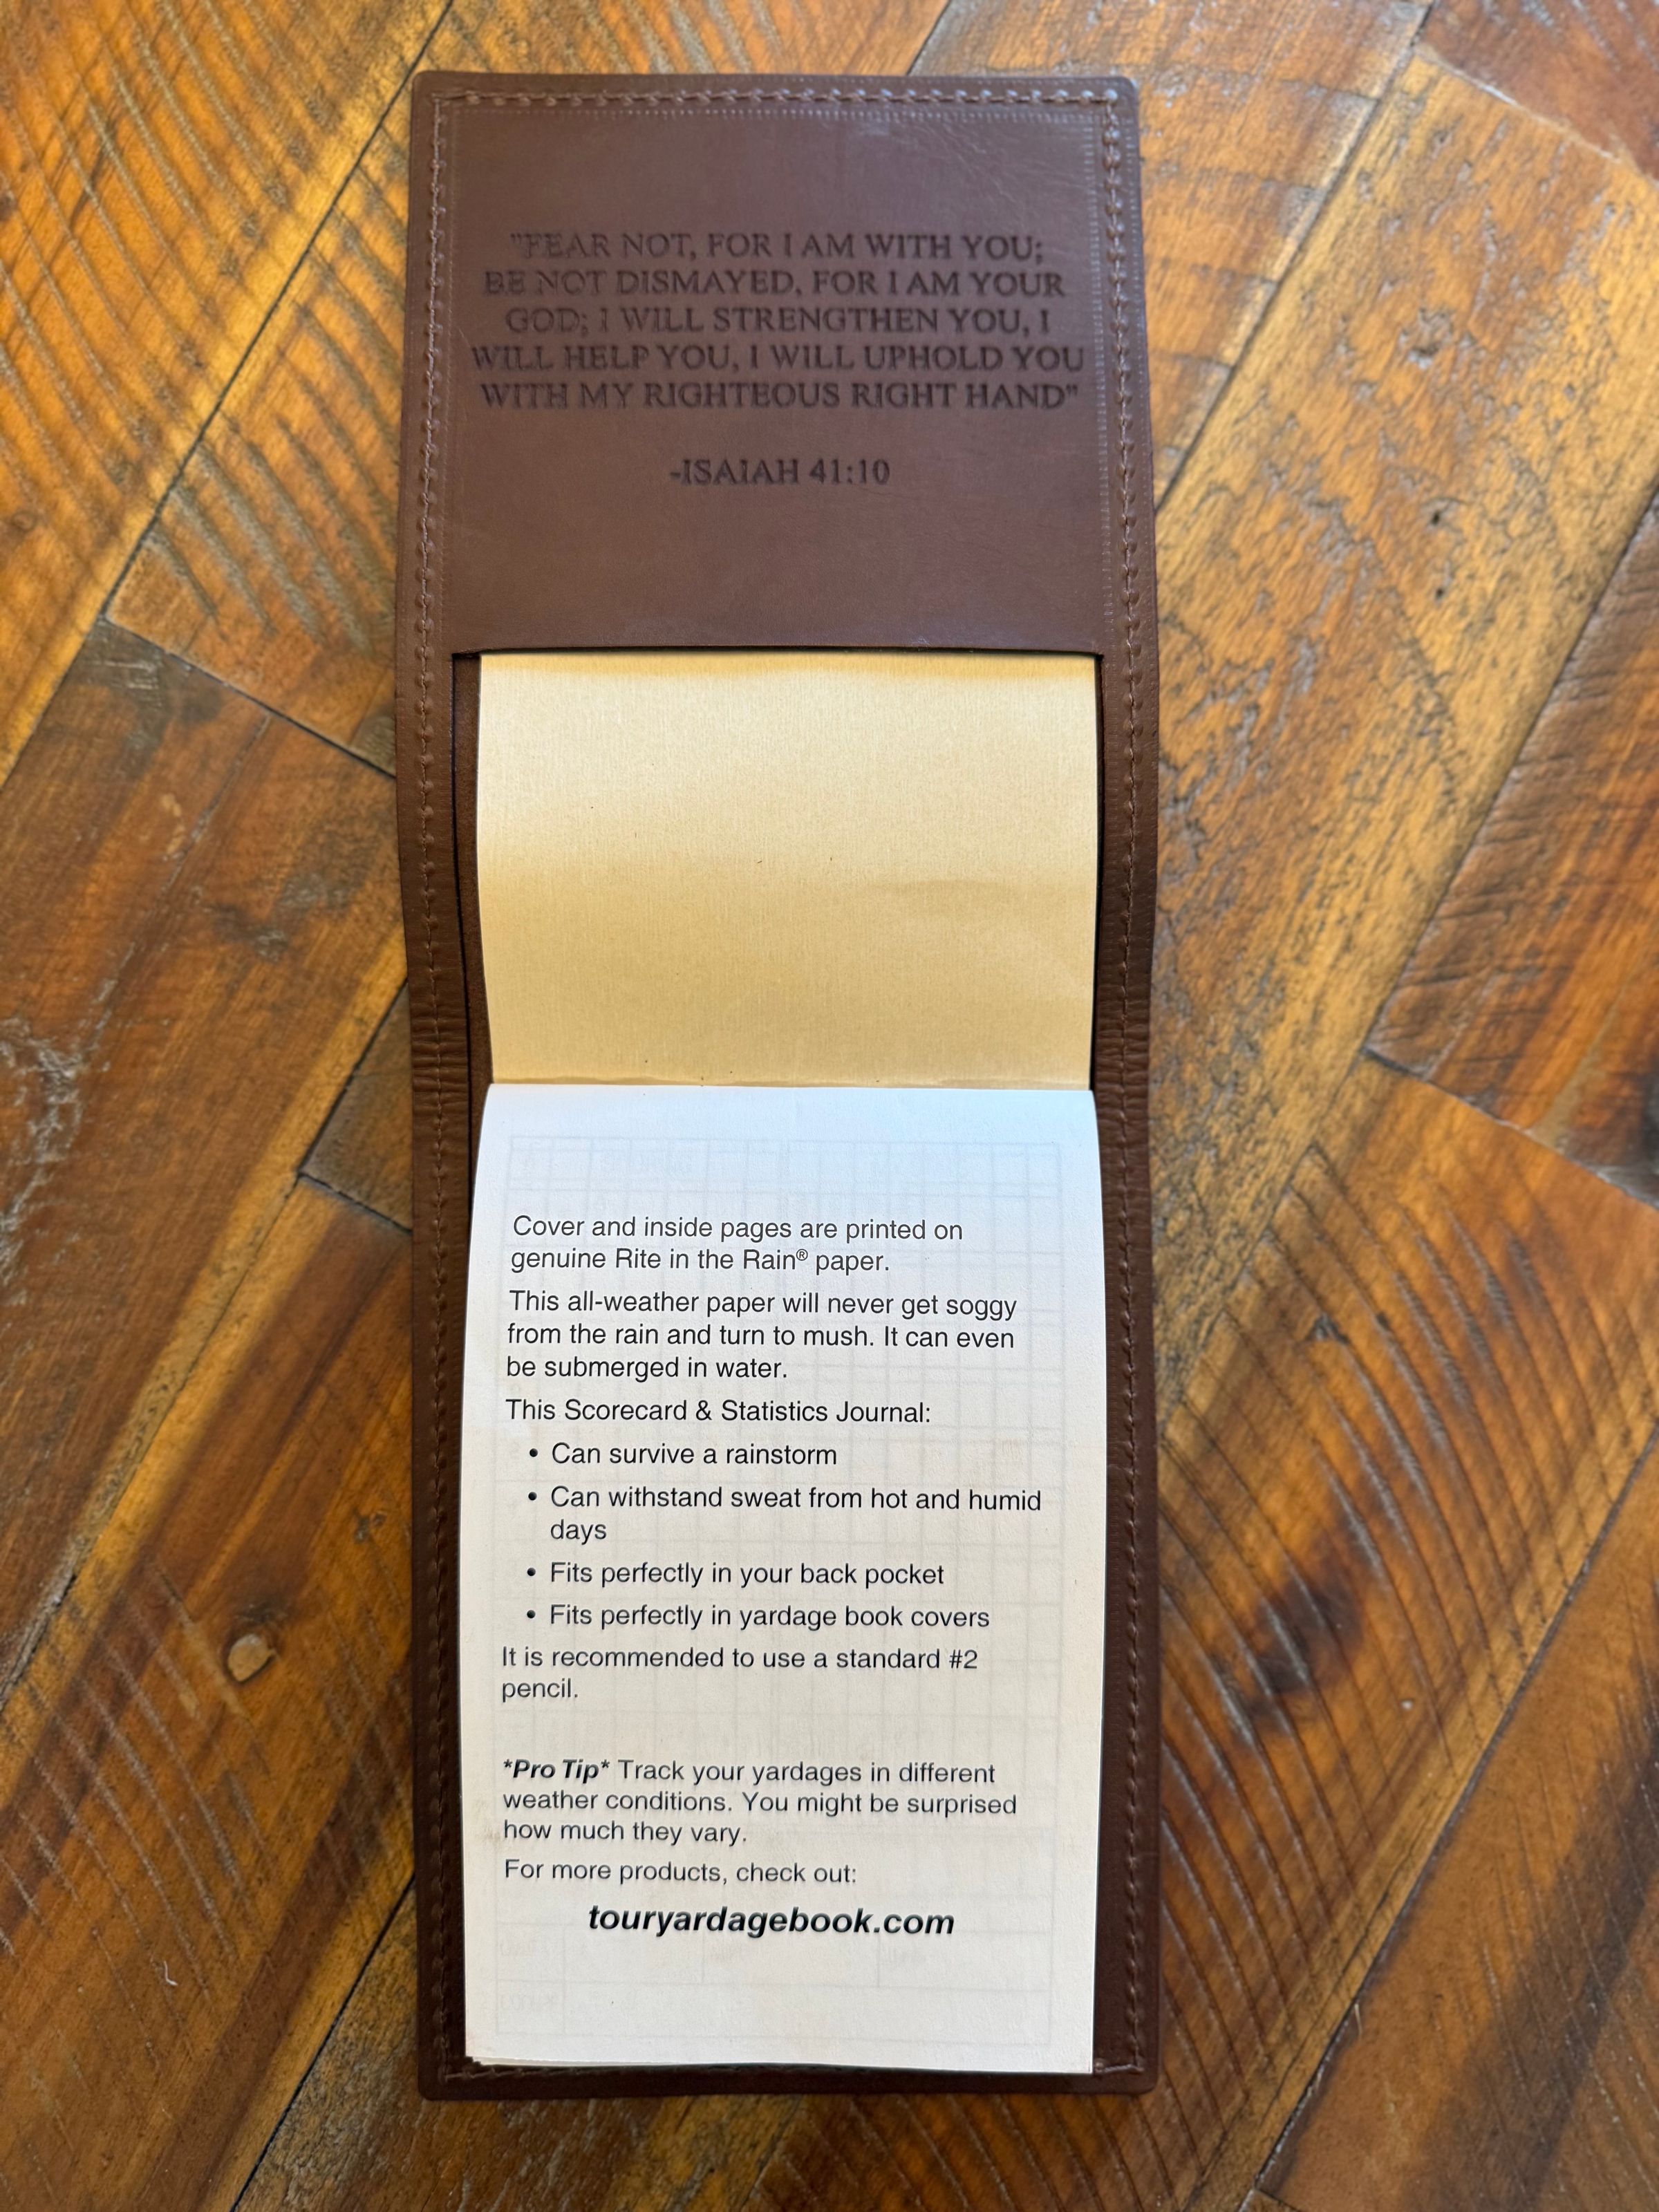 "FEAR NOT, FOR I AM WITH YOU;
BE NOT DISMAYED, FOR I AM YOUR
GOD; I WILL STRENGTHEN YOU, I
WILL HELP YOU, I WILL UPHOLD YOU
WITH MY RIGHTEOUS RIGHT HAND"
-ISAIAH 41:10
Cover and inside pages are printed on
genuine Rite in the Rain® paper.
This all-weather paper will never get soggy
from the rain and turn to mush. It can even
be submerged in water.
This Scorecard & Statistics Journal:
• Can survive a rainstorm
• Can withstand sweat from hot and humid
days
• Fits perfectly in your back pocket
• Fits perfectly in yardage book covers
It is recommended to use a standard #2
pencil.
*Pro Tip* Track your yardages in different
weather conditions. You might be surprised
how much they vary.
For more products, check out:
touryardagebook.com